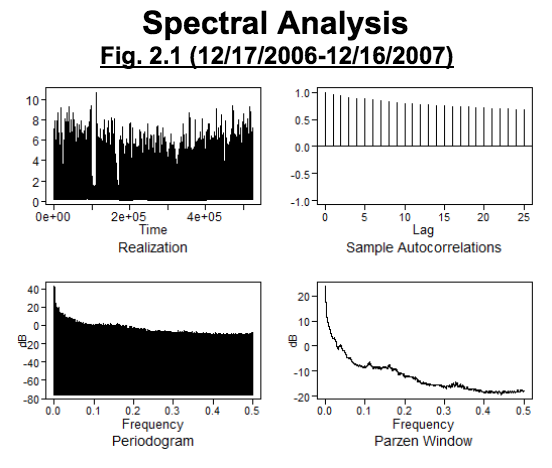 Spectral Analysis
Fig. 2.1 (12/17/2006-12/16/2007)
10
8
6
4
2
0
0e+00 2e+05 4e+05
Time
Realization
1.0
0.5
0.0
-0.5
-1.0
0 5 10 15 20 25
Lag
Sample Autocorrelations
40
20
0
-20
-40
-60
-80
dB
0.0 0.1 0.2 0.3 0.4 0.5
Frequency
Periodogram
20
10
0
-10
-20
dB
0.0 0.1 0.2 0.3 0.4 0.5
Frequency
Parzen Window